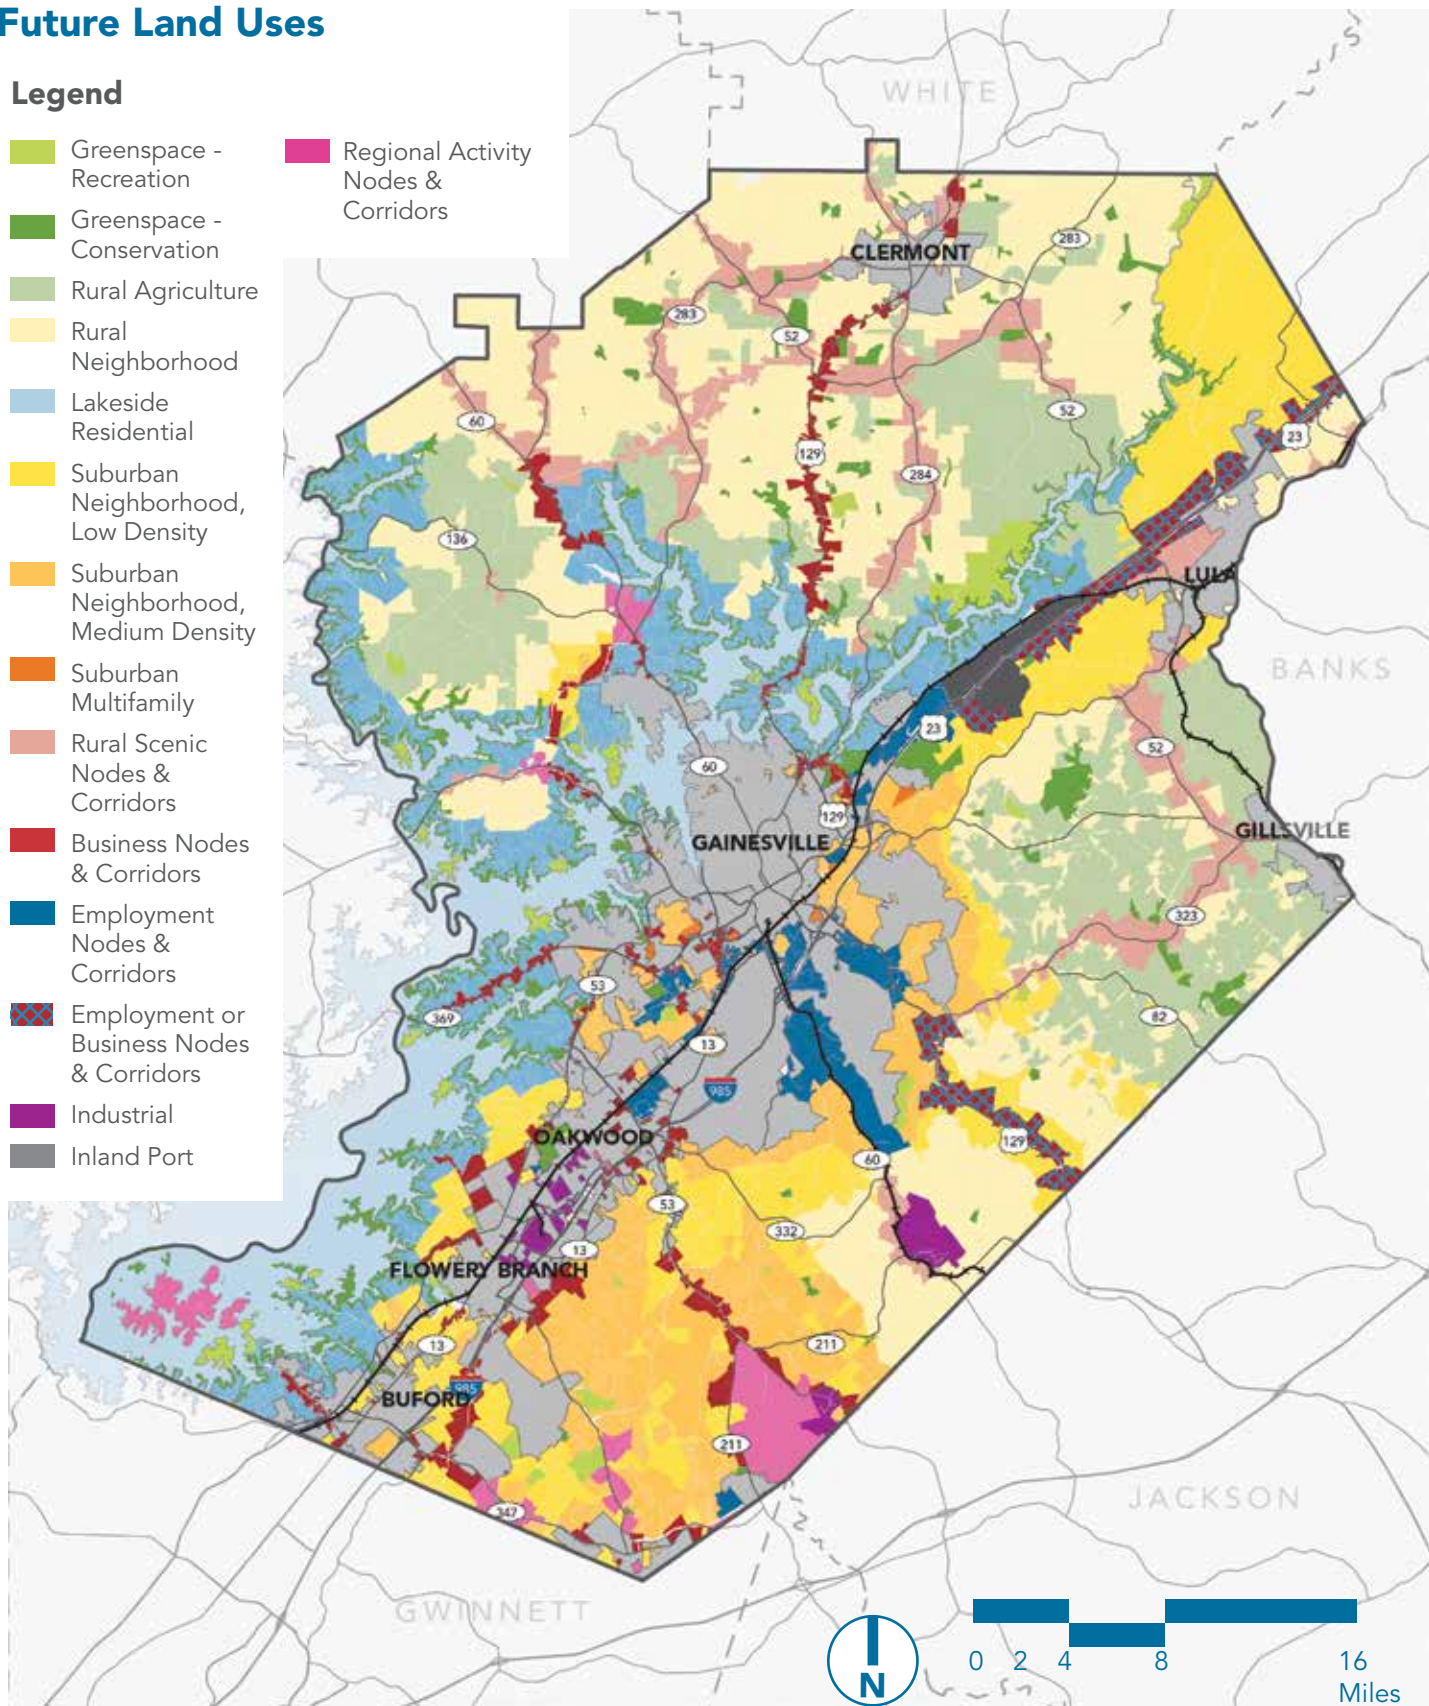 Future Land Uses
Legend
Greenspace -
Recreation
Greenspace -
Conservation
Rural Agriculture
Rural
Neighborhood
Lakeside
Residential
Suburban
Neighborhood,
Low Density
Suburban
Neighborhood,
Medium Density
Suburban
Multifamily
Rural Scenic
Nodes &
Corridors
Business Nodes
& Corridors
Employment
Nodes &
Corridors
Employment or
Business Nodes
& Corridors
Industrial
Inland Port
Regional Activity
Nodes &
Corridors
WHITE
CLERMONT
283
283
52
60
52
23
129
284
136
LULA
BANKS
23
52
60
129
GAINESVILLE
GILLSVILLE
323
53
369
82
13
985
OAKWOOD
129
60
53
332
13
FLOWERY BRANCH
13
211
985
BUFORD
211
347
JACKSON
GWINNETT
N
0 2 4 8 16
Miles